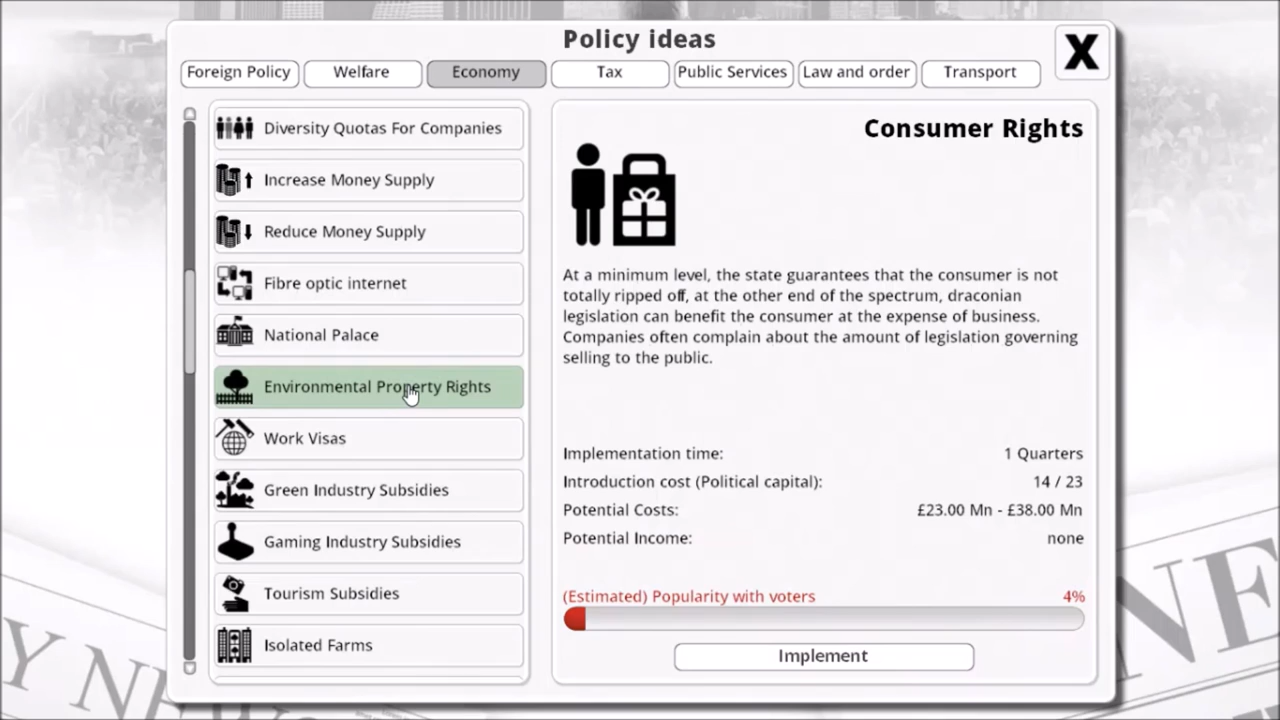 Policy ideas
X
Foreign Policy
Welfare
Economy
Tax
Public Services
Law and order
Transport
Diversity Quotas For Companies
Increase Money Supply
Reduce Money Supply
Fibre optic internet
National Palace
Environmental Property Rights
Work Visas
Green Industry Subsidies
Gaming Industry Subsidies
Tourism Subsidies
Isolated Farms
Consumer Rights
At a minimum level, the state guarantees that the consumer is not
totally ripped off, at the other end of the spectrum, draconian
legislation can benefit the consumer at the expense of business.
Companies often complain about the amount of legislation governing
selling to the public.
Implementation time: 1 Quarters
Introduction cost (Political capital): 14 / 23
Potential Costs: £23.00 Mn - £38.00 Mn
Potential Income: none
(Estimated) Popularity with voters 4%
Implement